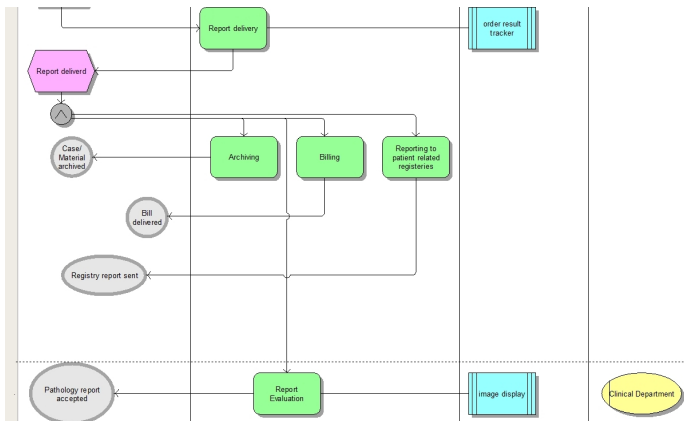 Report delivery
order result
tracker
Report deliverd
Case/
Material
archived
Archiving
Billing
Reporting to
patient related
registeries
Bill
delivered
Registry report sent
Pathology report
accepted
Report
Evaluation
image display
Clinical Department